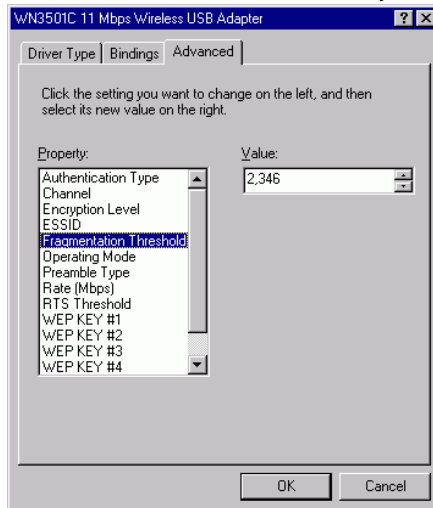 WN3501C 11 Mbps Wireless USB Adapter
Driver Type Bindings Advanced
Click the setting you want to change on the left, and then
select its new value on the right.
Property:
Value:
Authentication Type
2,346
Channel
Encryption Level
ESSID
Fragmentation Threshold
Operating Mode
Preamble Type
Rate (Mbps)
RTS Threshold
WEP KEY #1
WEP KEY #2
WEP KEY #3
WEP KEY #4
OK Cancel